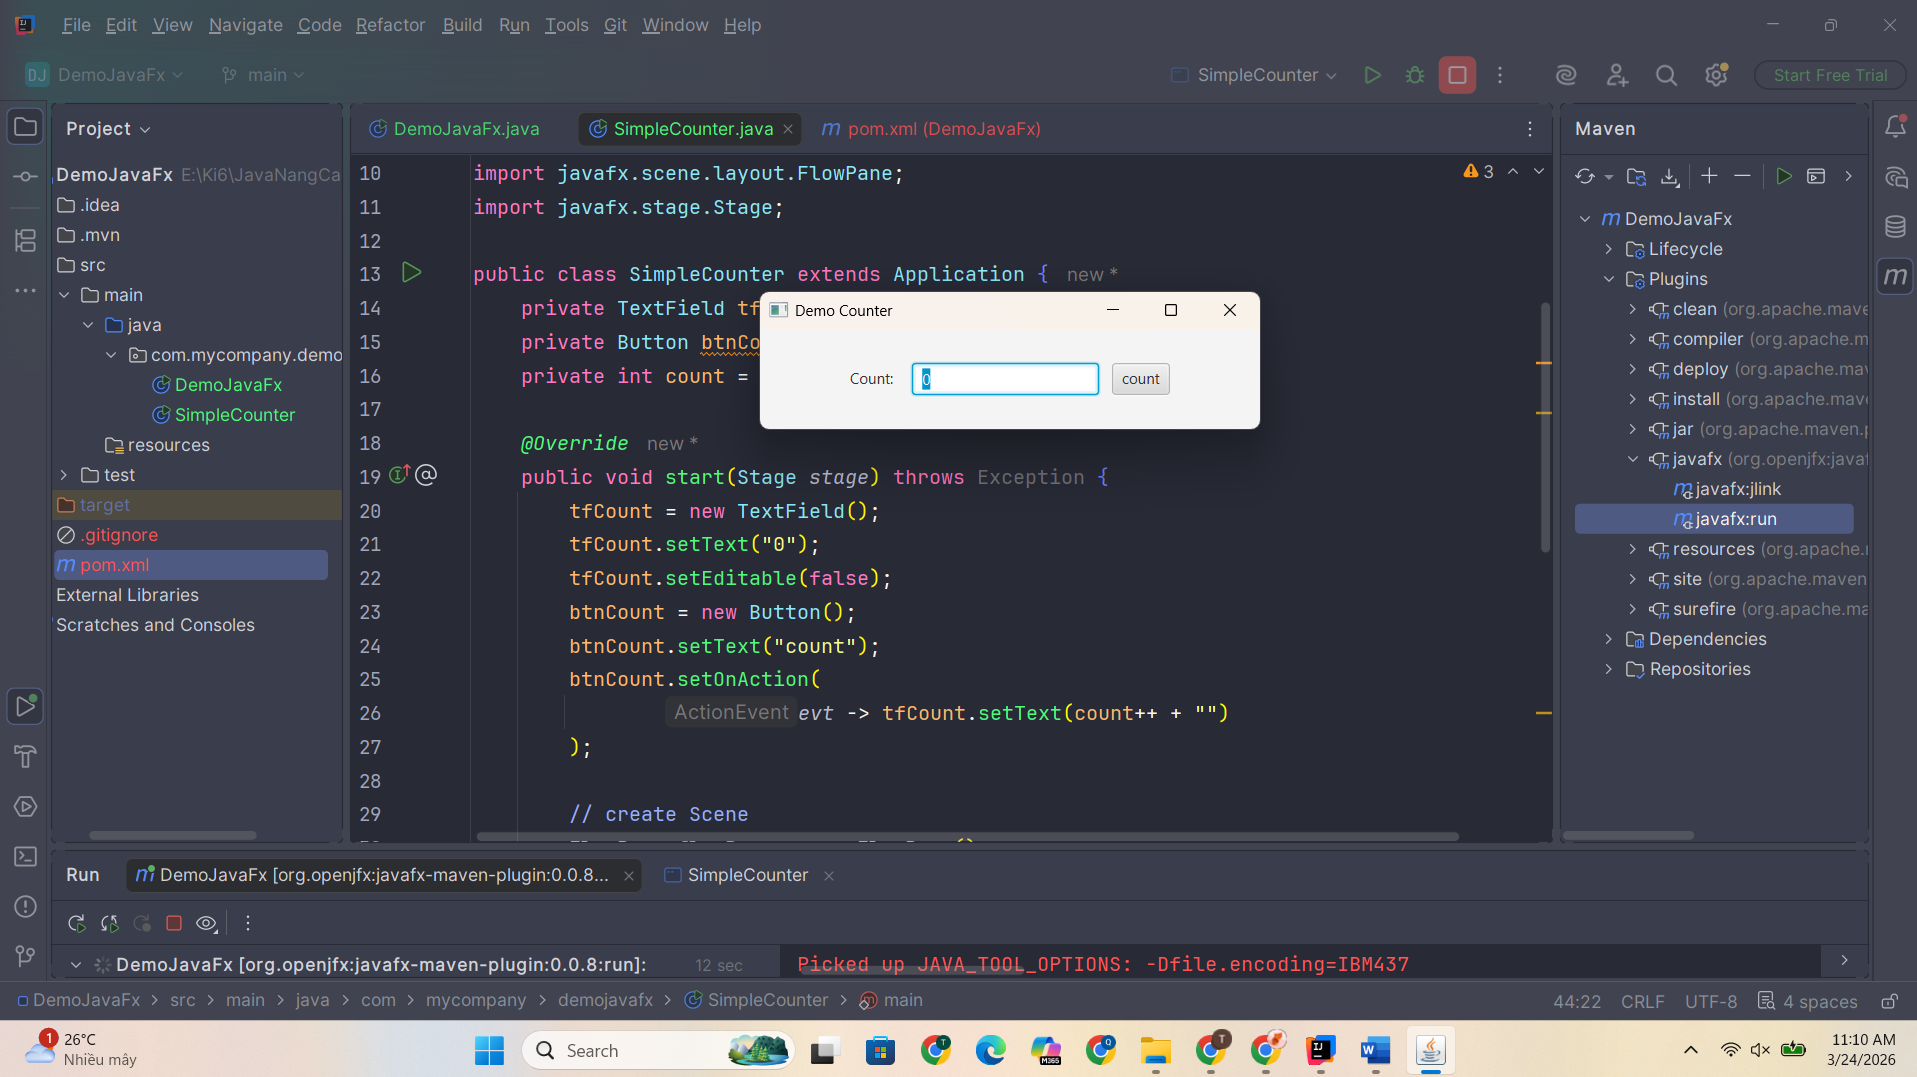 File Edit View Navigate Code Refactor Build Run Tools Git Window Help
DJ DemoJavaFx main SimpleCounter Start Free Trial
Project
DemoJavaFx E:\Ki6\JavaNangCa
.idea
.mvn
src
main
java
com.mycompany.demo
DemoJavaFx
SimpleCounter
resources
test
target
.gitignore
pom.xml
External Libraries
Scratches and Consoles
DemoJavaFx.java SimpleCounter.java pom.xml (DemoJavaFx)
3
10 import javafx.scene.layout.FlowPane;
11 import javafx.stage.Stage;
12
13 public class SimpleCounter extends Application { new *
14 private TextField tf
15 private Button btnCo
16 private int count =
17
18 @Override new *
19 public void start(Stage stage) throws Exception {
20 tfCount = new TextField();
21 tfCount.setText("0");
22 tfCount.setEditable(false);
23 btnCount = new Button();
24 btnCount.setText("count");
25 btnCount.setOnAction(
26 ActionEvent evt -> tfCount.setText(count++ + "")
27 );
28
29 // create Scene
Demo Counter
Count: 0 count
Maven
DemoJavaFx
Lifecycle
Plugins
clean (org.apache.mave
compiler (org.apache.m
deploy (org.apache.mav
install (org.apache.mav
jar (org.apache.maven.p
javafx (org.openjfx:javaf
javafx:jlink
javafx:run
resources (org.apache.r
site (org.apache.maven
surefire (org.apache.ma
Dependencies
Repositories
Run DemoJavaFx [org.openjfx:javafx-maven-plugin:0.0.8... SimpleCounter
DemoJavaFx [org.openjfx:javafx-maven-plugin:0.0.8:run]: 12 sec
Picked up JAVA_TOOL_OPTIONS: -Dfile.encoding=IBM437
DemoJavaFx > src > main > java > com > mycompany > demojavafx > SimpleCounter > main
44:22 CRLF UTF-8 4 spaces
1 26°C
Nhiều mây
Search
M365
11:10 AM
3/24/2026